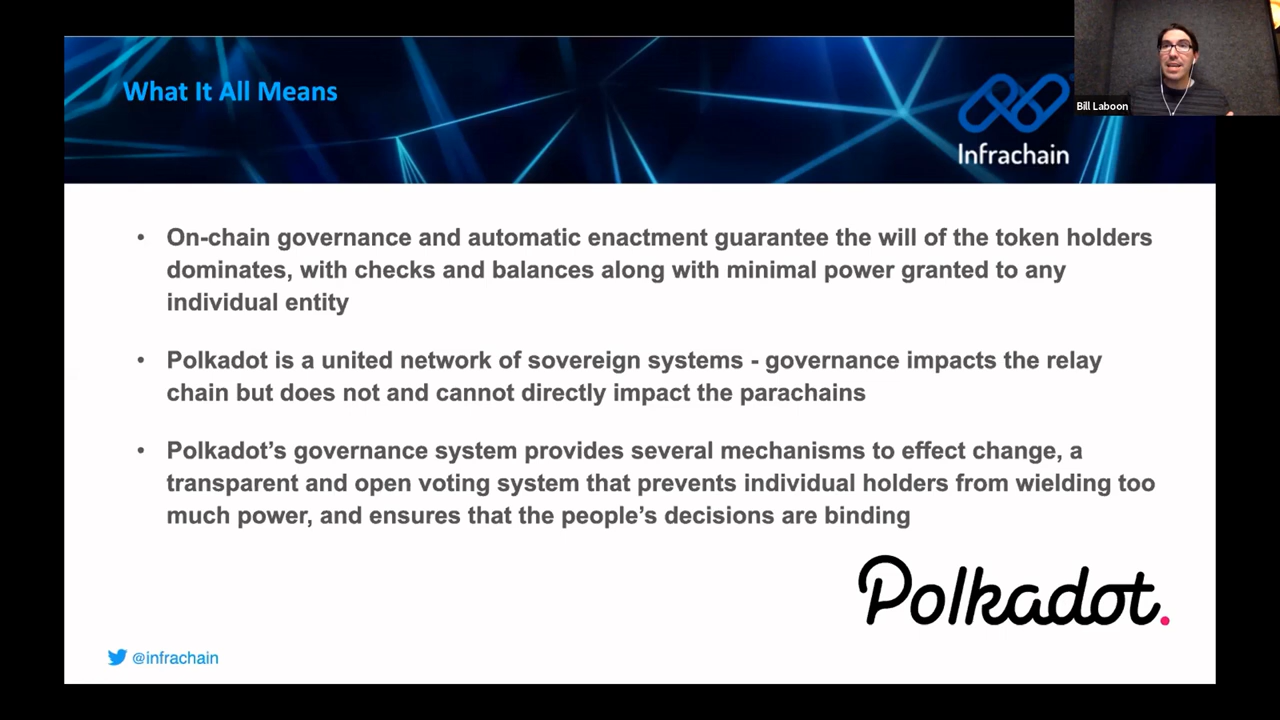 What It All Means
Infrachain
Bill Laboon
• On-chain governance and automatic enactment guarantee the will of the token holders
dominates, with checks and balances along with minimal power granted to any
individual entity
• Polkadot is a united network of sovereign systems - governance impacts the relay
chain but does not and cannot directly impact the parachains
• Polkadot’s governance system provides several mechanisms to effect change, a
transparent and open voting system that prevents individual holders from wielding too
much power, and ensures that the people’s decisions are binding
Polkadot.
@infrachain